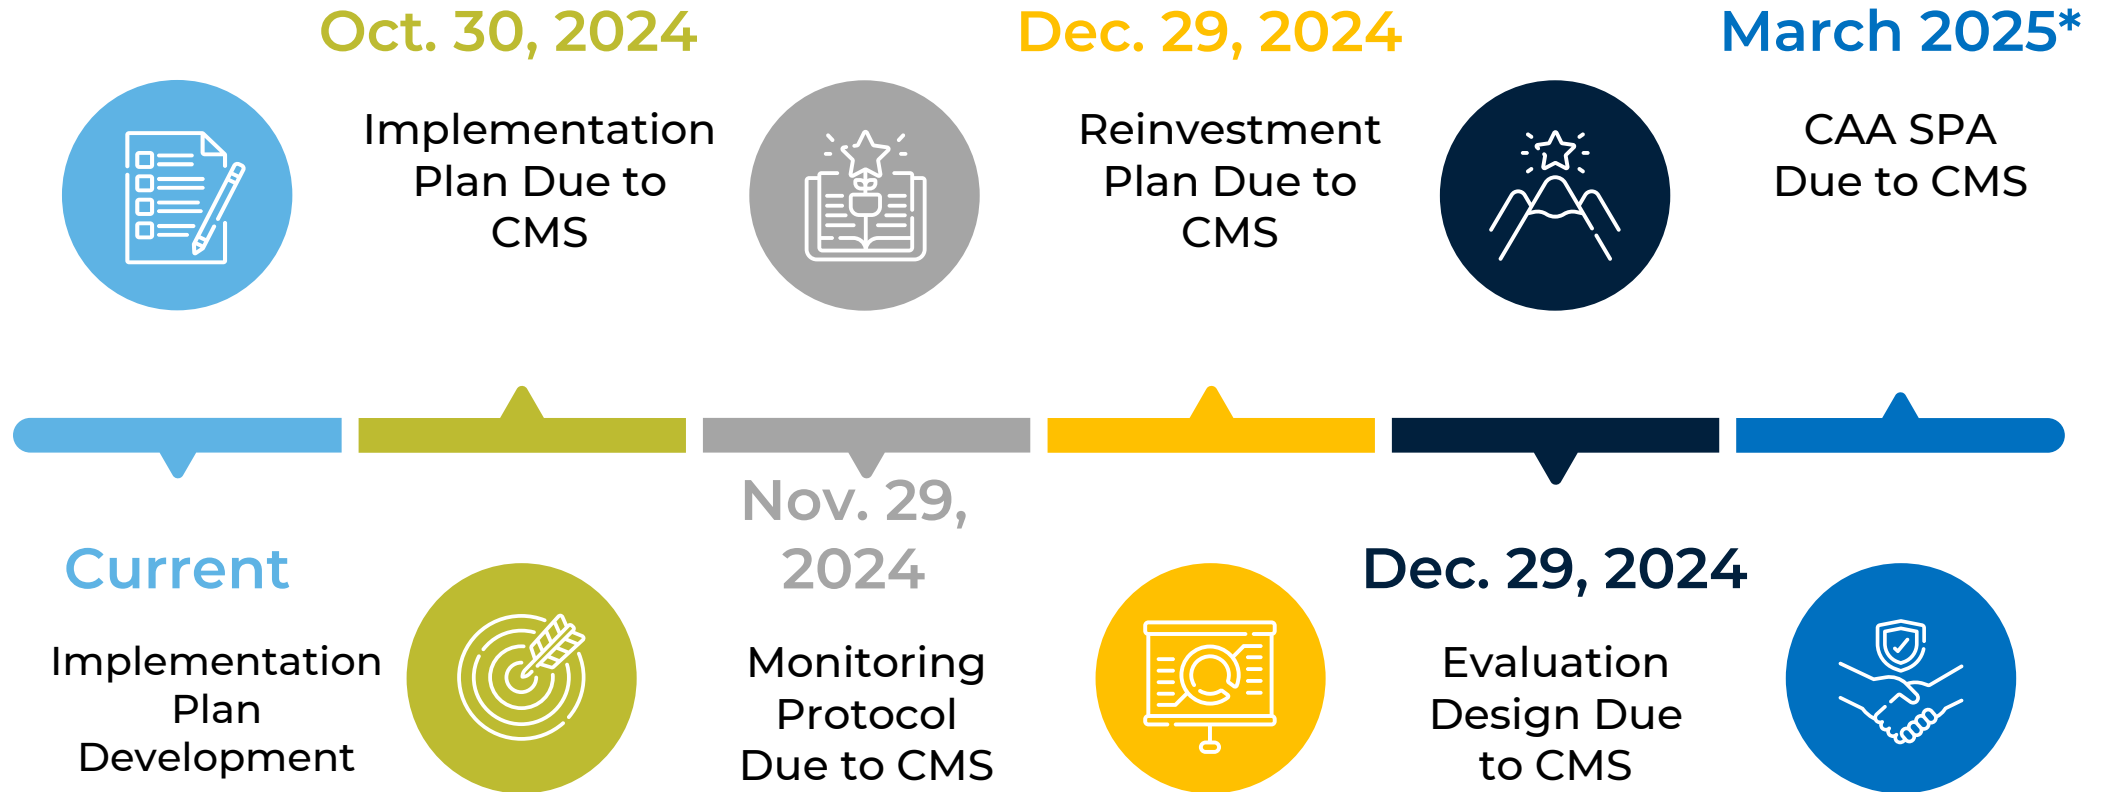 Current
Implementation
Plan
Development
Oct. 30, 2024
Implementation
Plan Due to
CMS
Nov. 29,
2024
Monitoring
Protocol
Due to CMS
Dec. 29, 2024
Reinvestment
Plan Due to
CMS
Dec. 29, 2024
Evaluation
Design Due
to CMS
March 2025*
CAA SPA
Due to CMS